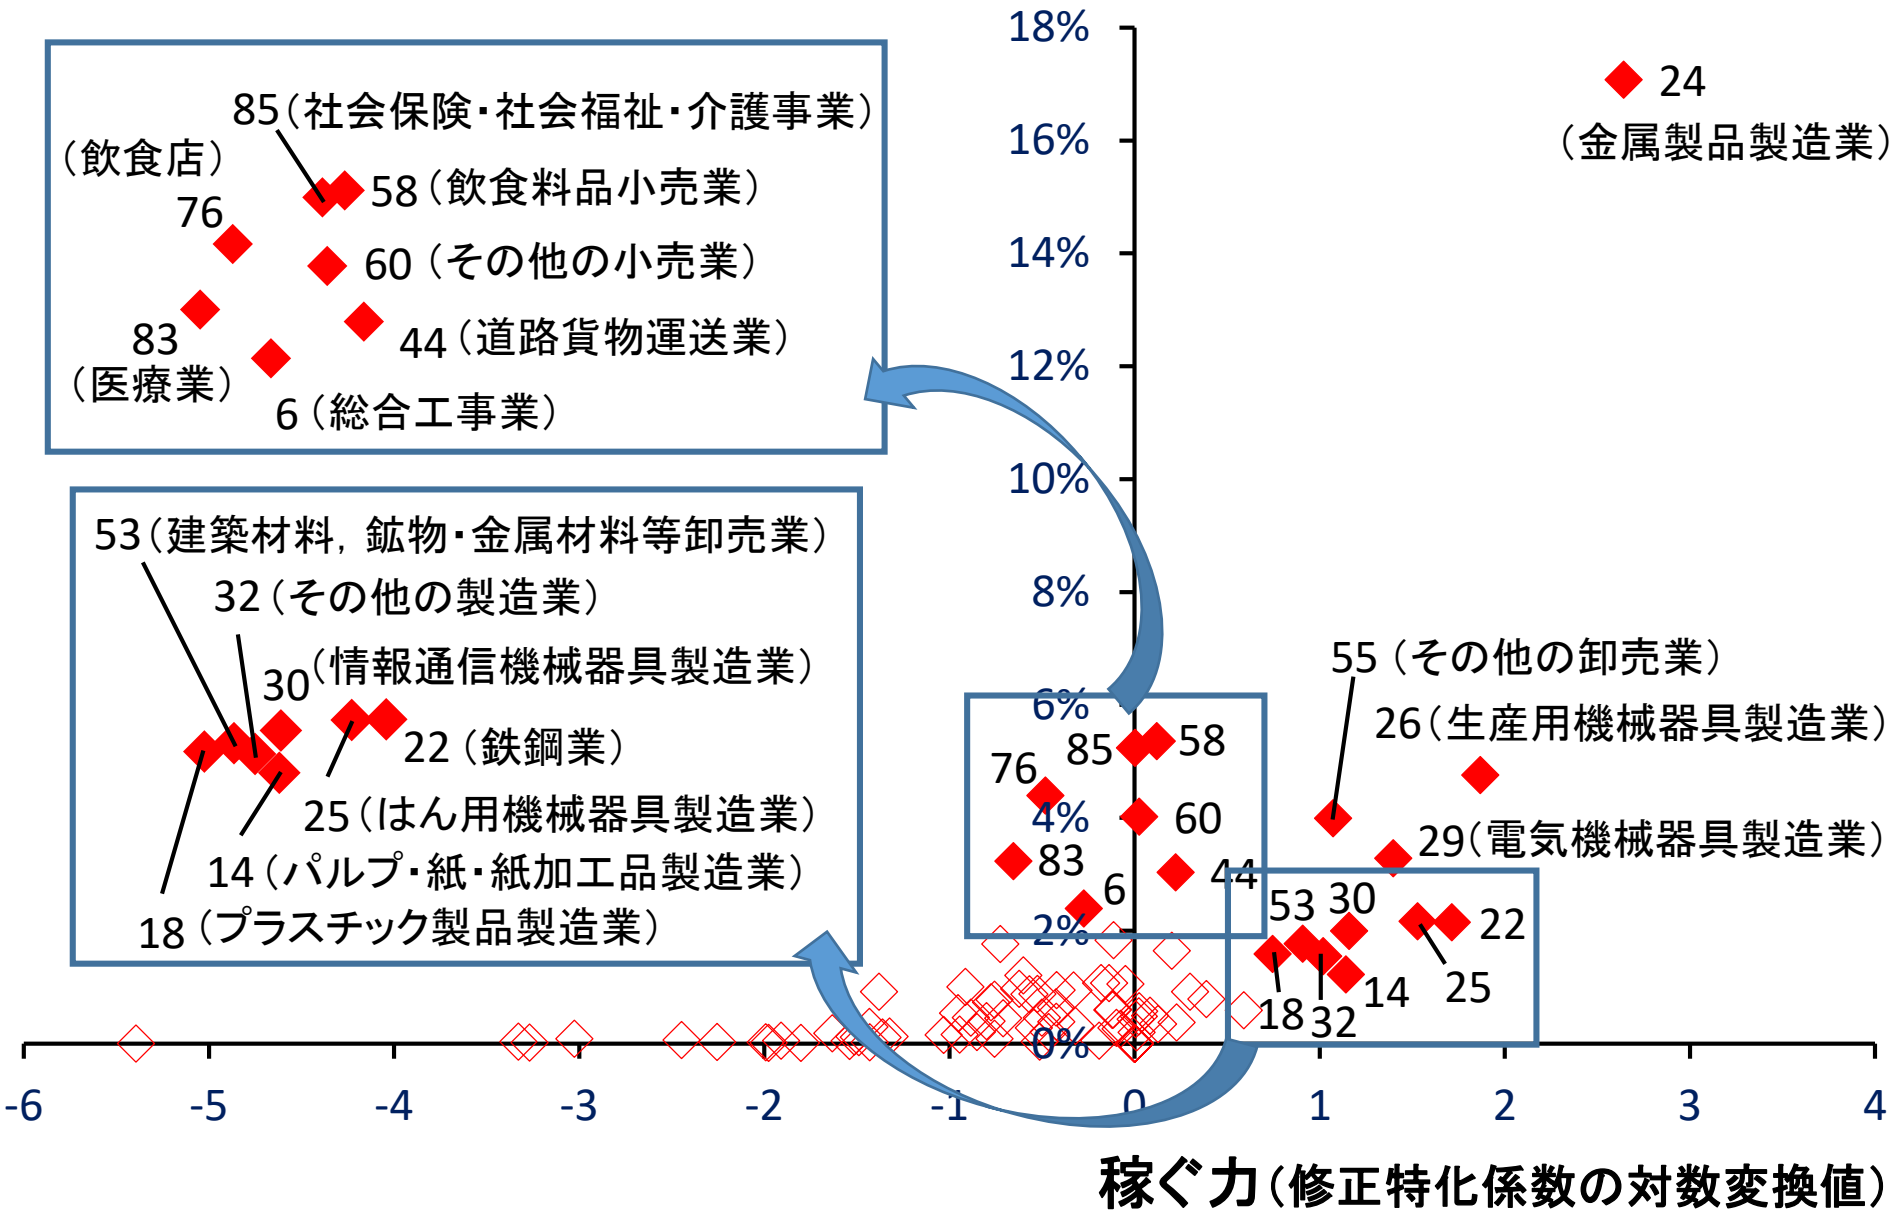 18%
24
(金属製品製造業)
16%
14%
12%
10%
8%
6%
4%
2%
0%
85(社会保険・社会福祉・介護事業)
(飲食店)
76
58(飲食料品小売業)
60(その他の小売業)
83
(医療業)
44(道路貨物運送業)
6(総合工事業)
53(建築材料,鉱物・金属材料等卸売業)
32(その他の製造業)
30(情報通信機械器具製造業)
22(鉄鋼業)
25(はん用機械器具製造業)
14(パルプ・紙・紙加工品製造業)
18(プラスチック製品製造業)
55(その他の卸売業)
26(生産用機械器具製造業)
29(電気機械器具製造業)
76
85
58
60
83
44
6
53
30
22
25
14
18
32
-6
-5
-4
-3
-2
-1
0
1
2
3
4
稼ぐ力(修正特化係数の対数変換値)